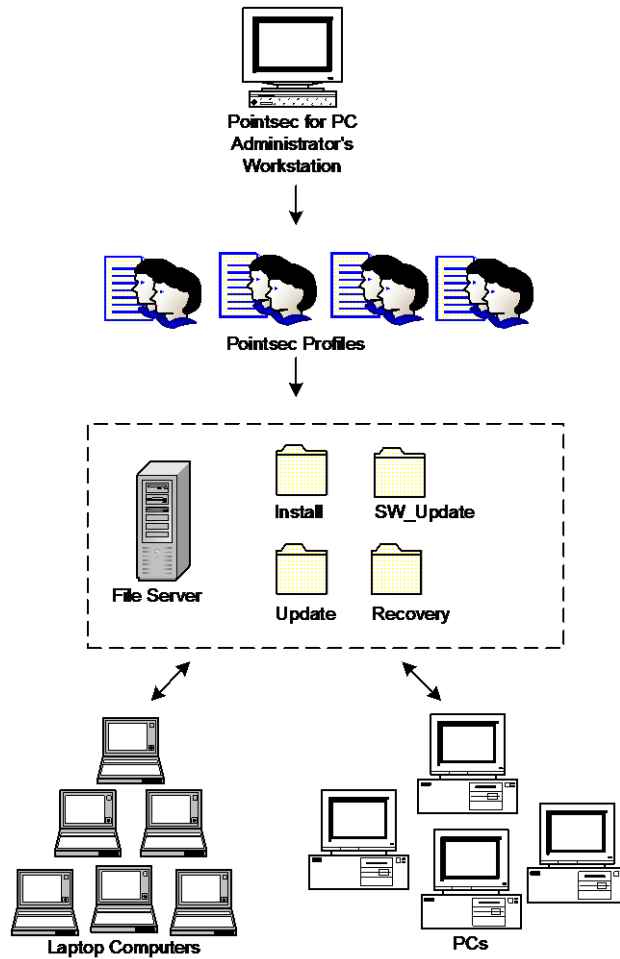 Pointsec for PC
Administrator's
Workstation
Pointsec Profiles
Install
SW_Update
File Server
Update
Recovery
Laptop Computers
PCs